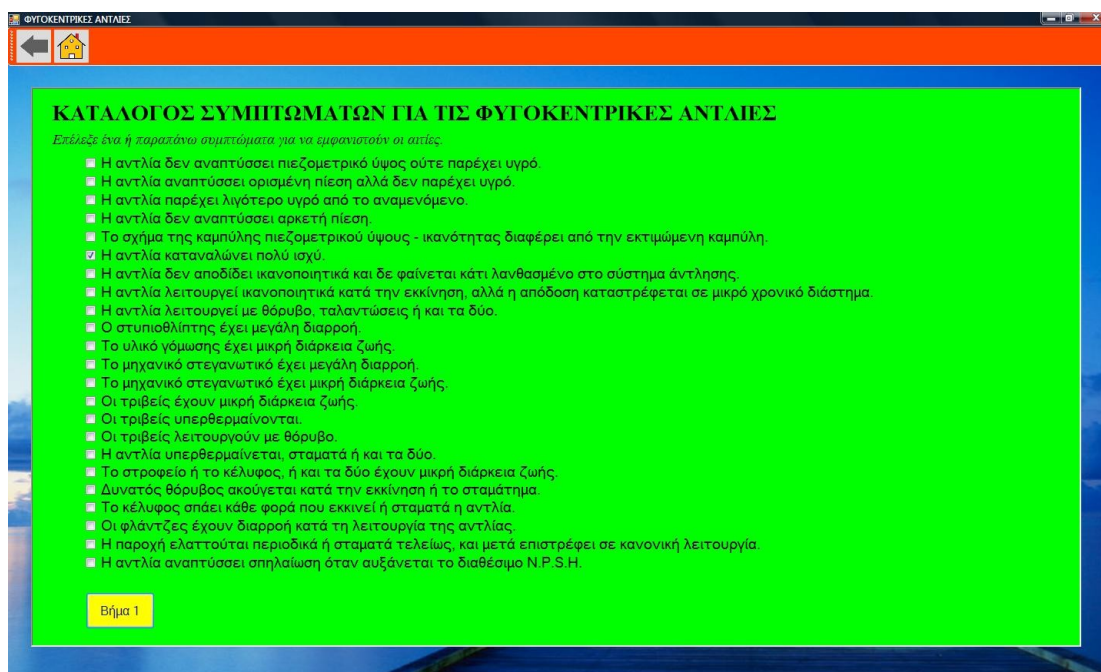 ΦΥΓΟΚΕΝΤΡΙΚΕΣ ΑΝΤΛΙΕΣ
ΚΑΤΑΛΟΓΟΣ ΣΥΜΠΤΩΜΑΤΩΝ ΓΙΑ ΤΙΣ ΦΥΓΟΚΕΝΤΡΙΚΕΣ ΑΝΤΛΙΕΣ
Επέλεξε ένα ή παραπάνω συμπτώματα για να εμφανιστούν οι αιτίες.
Η αντλία δεν αναπτύσσει πιεζομετρικό ύψος ούτε παρέχει υγρό.
Η αντλία αναπτύσσει ορισμένη πίεση αλλά δεν παρέχει υγρό.
Η αντλία παρέχει λιγότερο υγρό από το αναμενόμενο.
Η αντλία δεν αναπτύσσει αρκετή πίεση.
Το σχήμα της καμπύλης πιεζομετρικού ύψους - ικανότητας διαφέρει από την εκτιμώμενη καμπύλη.
Η αντλία καταναλώνει πολύ ισχύ.
Η αντλία δεν αποδίδει ικανοποιητικά και δε φαίνεται κάτι λανθασμένο στο σύστημα άντλησης.
Η αντλία λειτουργεί ικανοποιητικά κατά την εκκίνηση, αλλά η απόδοση καταστρέφεται σε μικρό χρονικό διάστημα.
Η αντλία λειτουργεί με θόρυβο, ταλαντώσεις ή και τα δύο.
Ο στυπιοθλίπτης έχει μεγάλη διαρροή.
Το υλικό γόμωσης έχει μικρή διάρκεια ζωής.
Το μηχανικό στεγανωτικό έχει μεγάλη διαρροή.
Το μηχανικό στεγανωτικό έχει μικρή διάρκεια ζωής.
Οι τριβείς έχουν μικρή διάρκεια ζωής.
Οι τριβείς υπερθερμαίνονται.
Οι τριβείς λειτουργούν με θόρυβο.
Η αντλία υπερθερμαίνεται, σταματά ή και τα δύο.
Το στροφείο ή το κέλυφος, ή και τα δύο έχουν μικρή διάρκεια ζωής.
Δυνατός θόρυβος ακούγεται κατά την εκκίνηση ή το σταμάτημα.
Το κέλυφος σπάει κάθε φορά που εκκινεί ή σταματά η αντλία.
Οι φλάντζες έχουν διαρροή κατά τη λειτουργία της αντλίας.
Η παροχή ελαττούται περιοδικά ή σταματά τελείως, και μετά επιστρέφει σε κανονική λειτουργία.
Η αντλία αναπτύσσει σπηλαίωση όταν αυξάνεται το διαθέσιμο N.P.S.H.
Βήμα 1